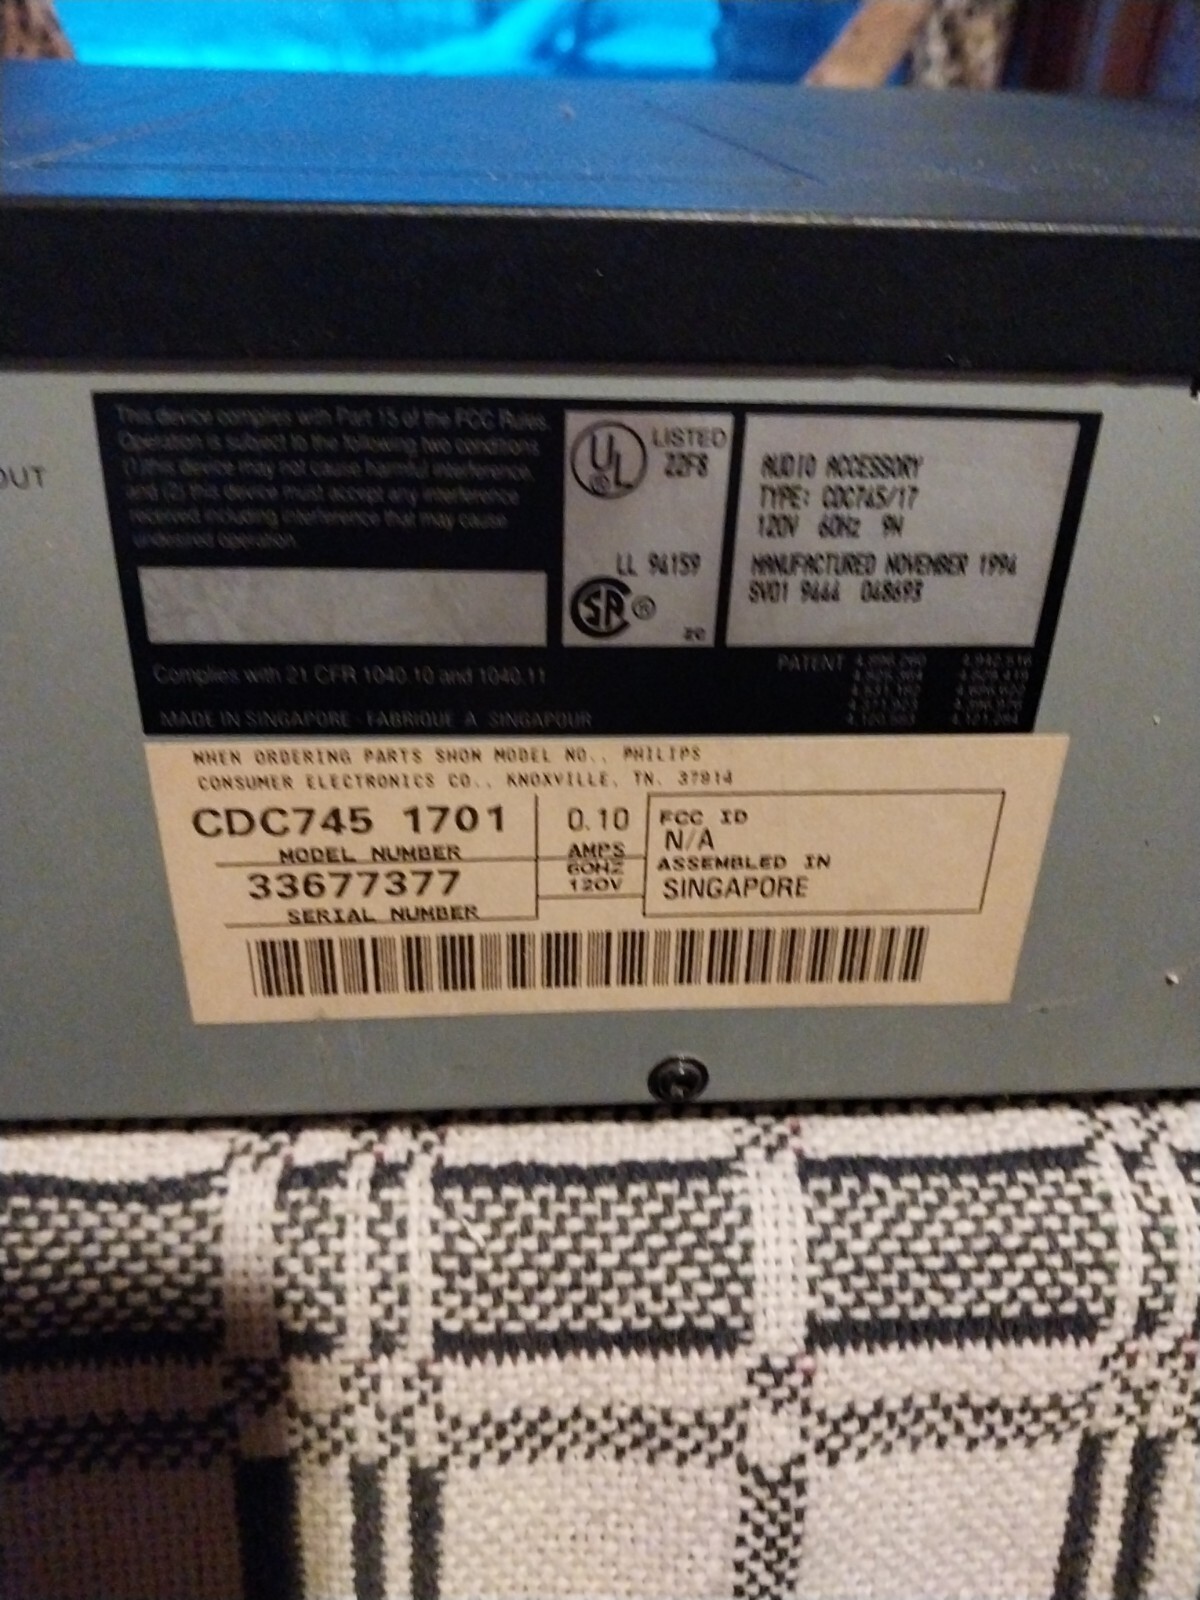 OUT
This device complies with Part 15 of the FCC Rules.
Operation is subject to the following two conditions
(1)this device may not cause harmful interference,
and (2) this device must accept any interference
received including interference that may cause
undesired operation.
UL ® LISTED
22F8
LL 94159
®
AUDIO ACCESSORY
TYPE: CDC745/17
120V 60Hz 9W
MANUFACTURED NOVEMBER 1994
SV01 9444 048693
Complies with 21 CFR 1040.10 and 1040.11
MADE IN SINGAPORE - FABRIQUE A SINGAPOUR
PATENT
WHEN ORDERING PARTS SHOW MODEL NO., PHILIPS
CONSUMER ELECTRONICS CO., KNOXVILLE, TN. 37914
CDC745 1701
MODEL NUMBER
33677377
SERIAL NUMBER
0.10
AMPS
60HZ
120V
FCC ID
N/A
ASSEMBLED IN
SINGAPORE